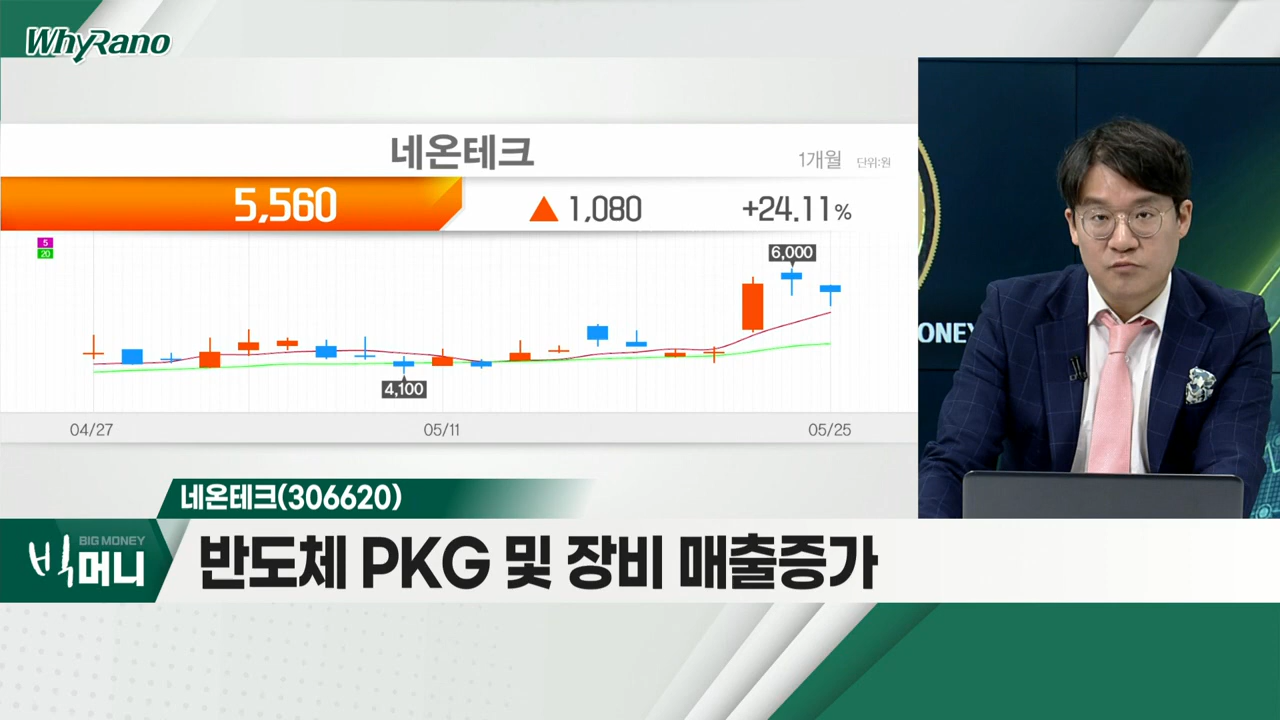 WhyRano
네온테크
1개월 단위:원
5,560 ▲ 1,080 +24.11%
5
20
6,000
4,100
04/27 05/11 05/25
ONEY
네온테크(306620)
BIG MONEY
빅머니
반도체 PKG 및 장비 매출증가